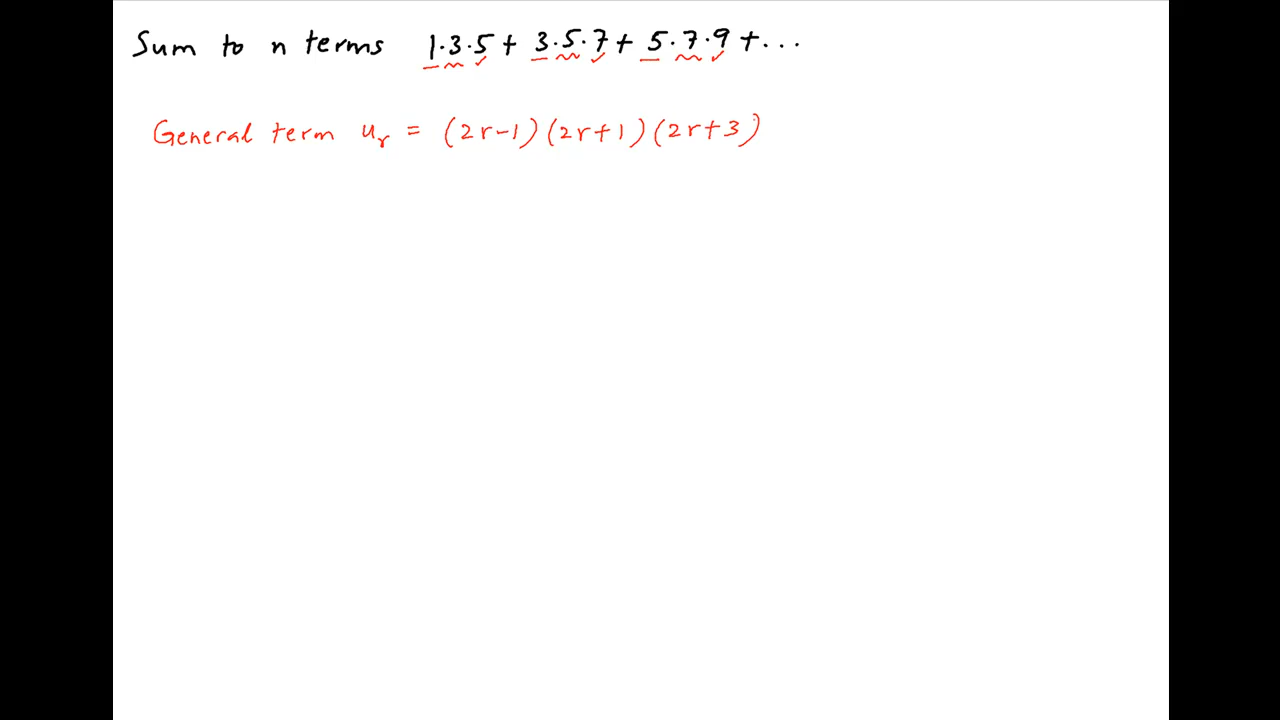 Sum to n terms 1·3·5 + 3·5·7 + 5·7·9 + ...
General term uᵣ = (2r-1)(2r+1)(2r+3)